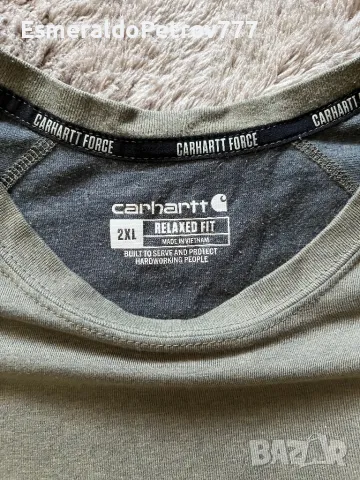 EsmeraldoPetrov777
CARHARTT FORCE
CARHARTT FORCE
CARHARTT FORCE
carhartt
2XL RELAXED FIT
MADE IN VIETNAM
BUILT TO SERVE AND PROTECT
HARDWORKING PEOPLE
BAZAR